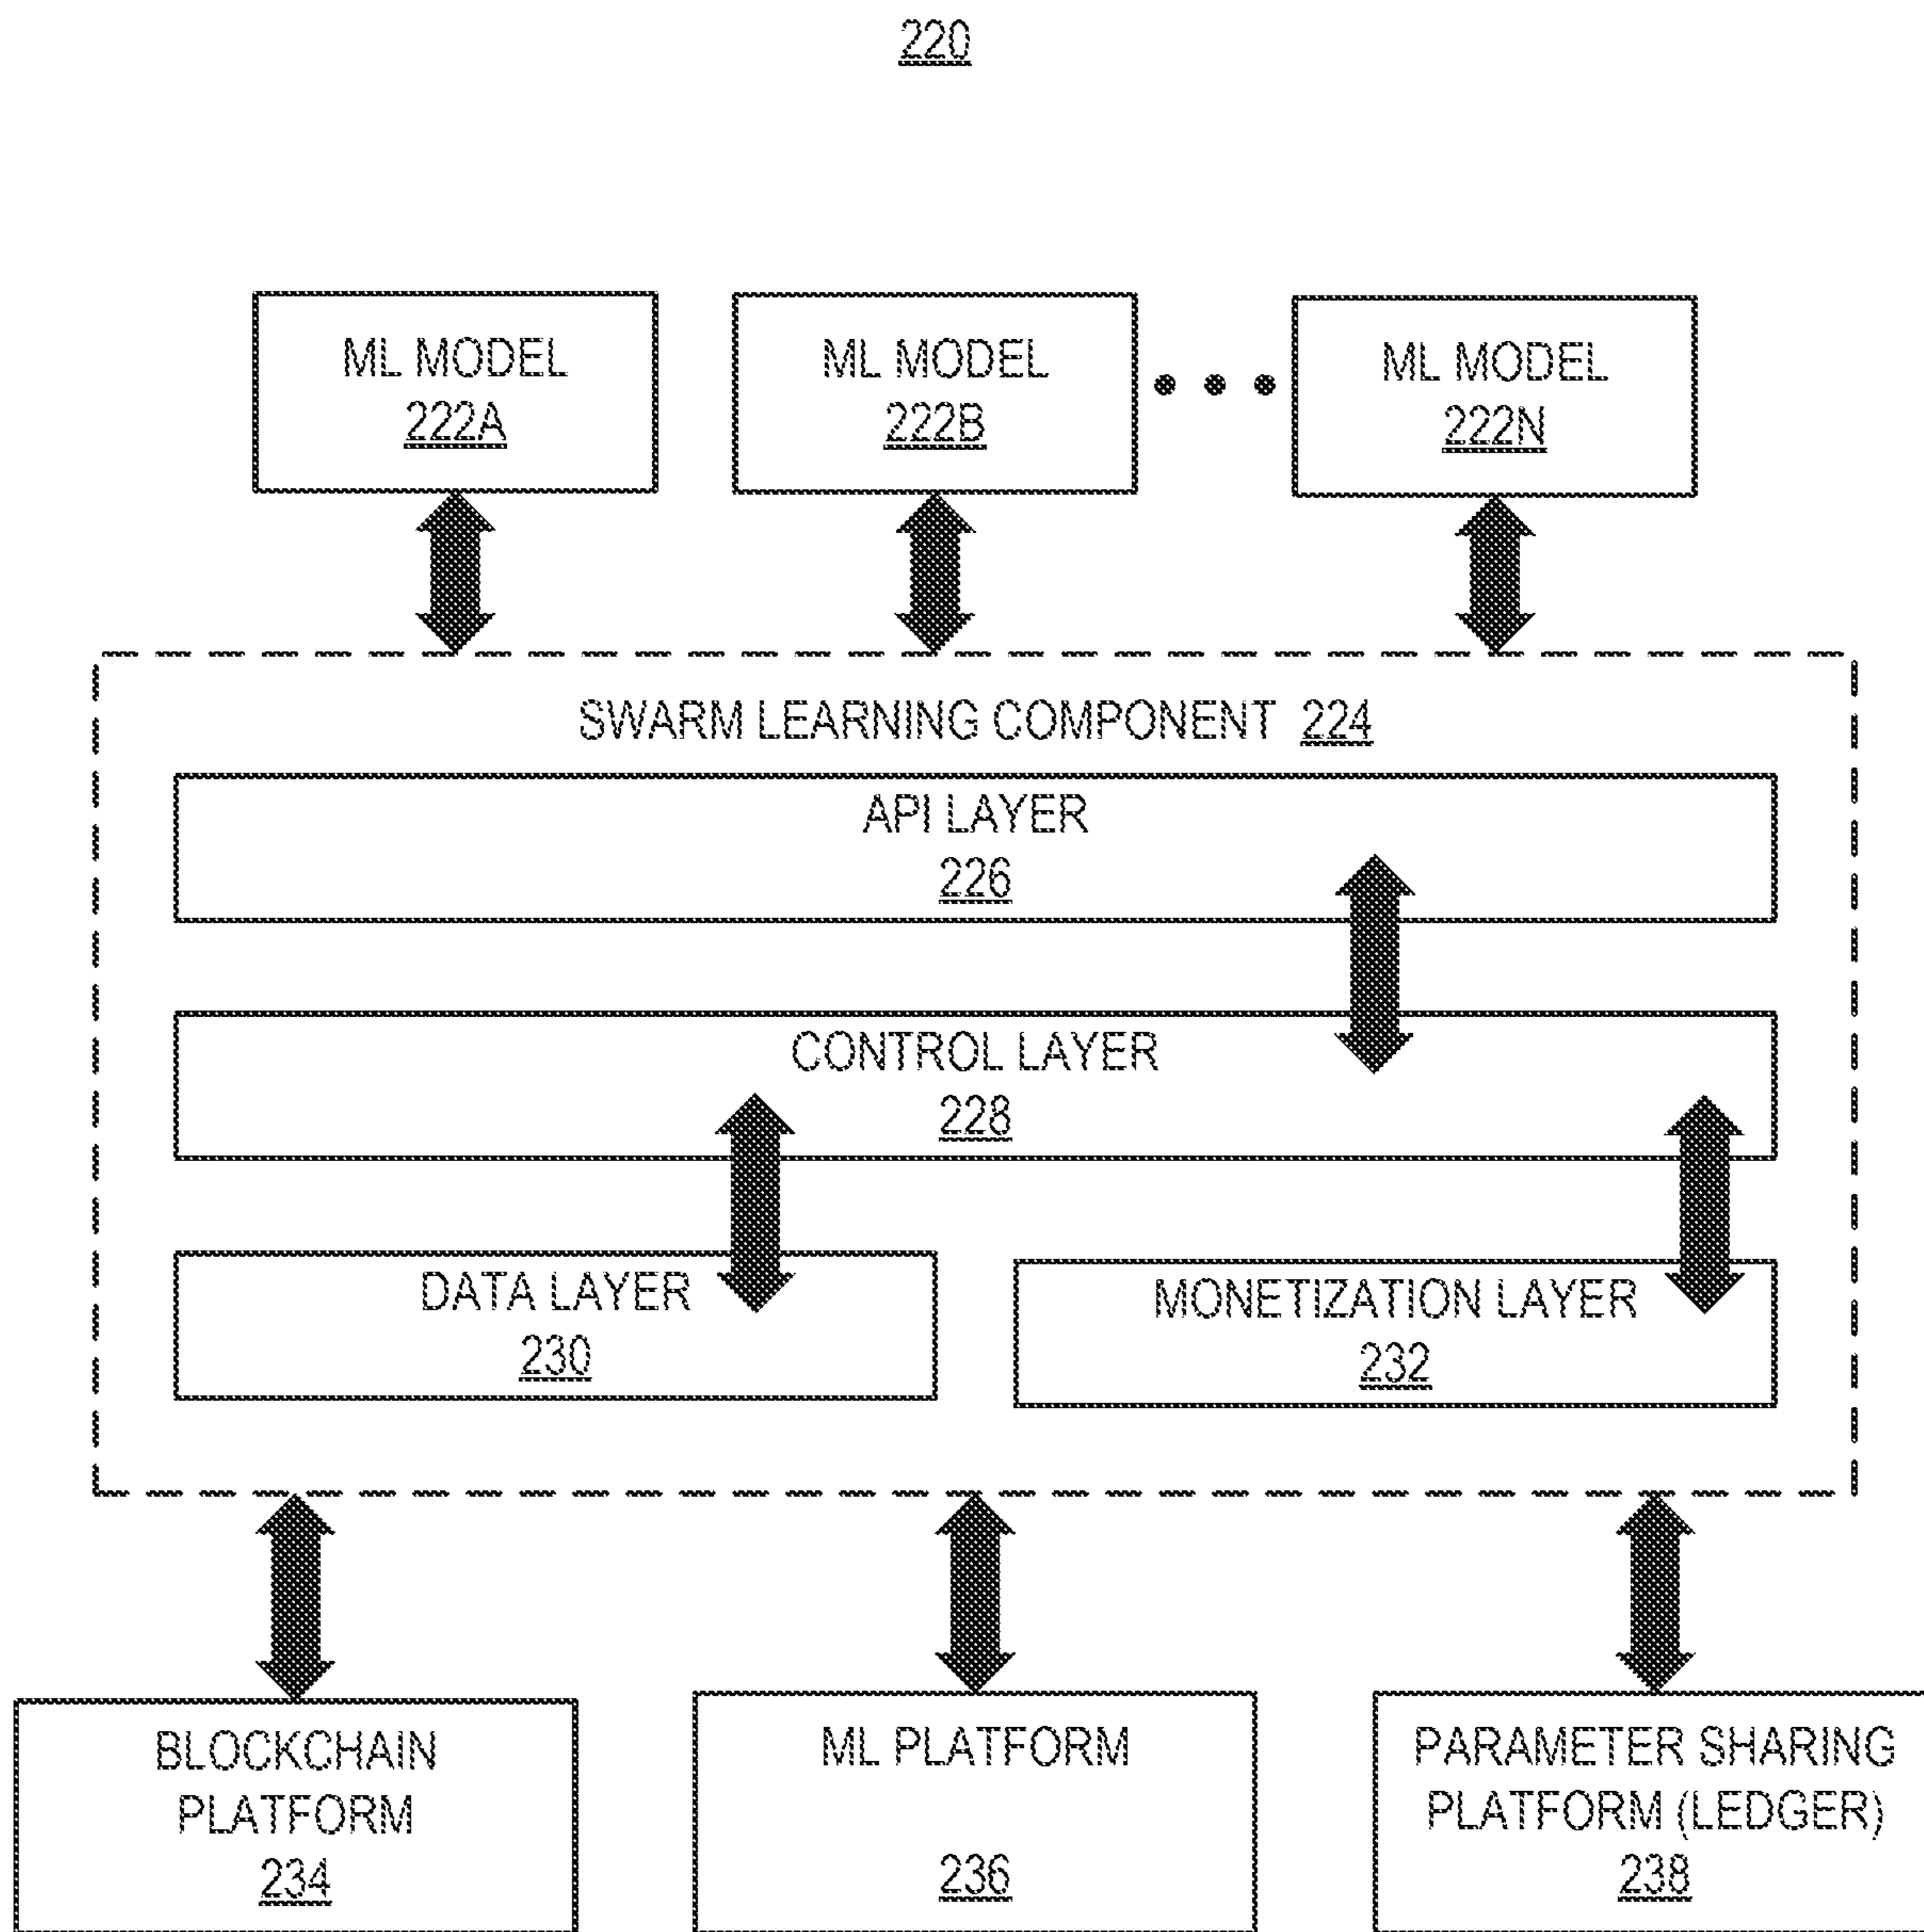 220
ML MODEL
222A
ML MODEL
222B
ML MODEL
222N
SWARM LEARNING COMPONENT 224
API LAYER
226
CONTROL LAYER
228
DATA LAYER
230
MONETIZATION LAYER
232
BLOCKCHAIN
PLATFORM
234
ML PLATFORM
236
PARAMETER SHARING
PLATFORM (LEDGER)
238